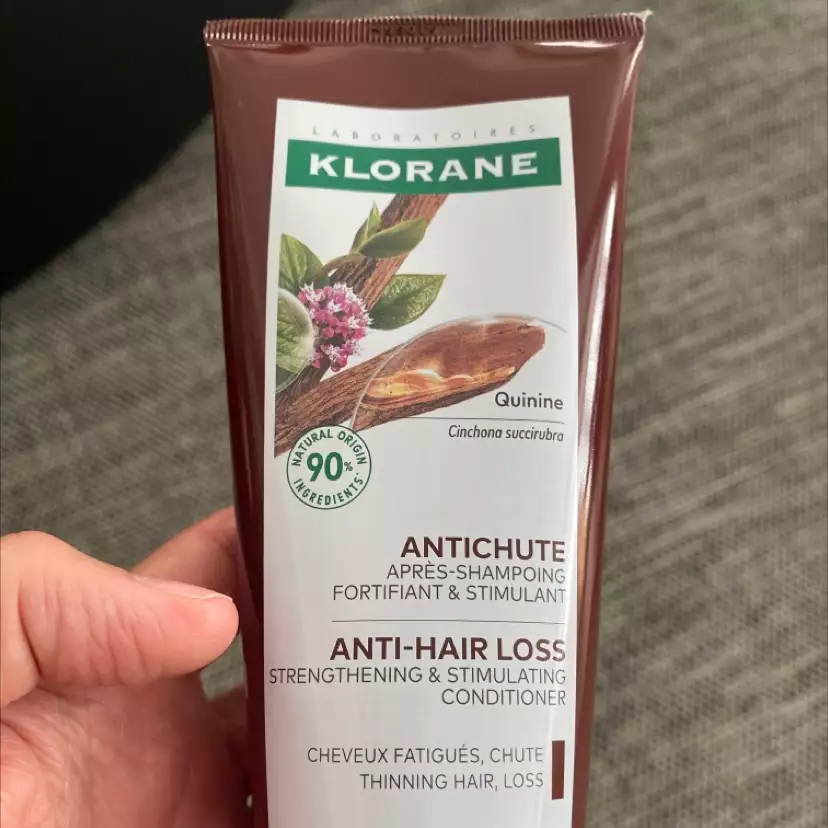 LABORATOIRES
KLORANE
Quinine
Cinchona succirubra
NATURAL ORIGIN
90%
INGREDIENTS*
ANTICHUTE
APRÈS-SHAMPOING
FORTIFIANT & STIMULANT
ANTI-HAIR LOSS
STRENGTHENING & STIMULATING
CONDITIONER
CHEVEUX FATIGUÉS, CHUTE
THINNING HAIR, LOSS